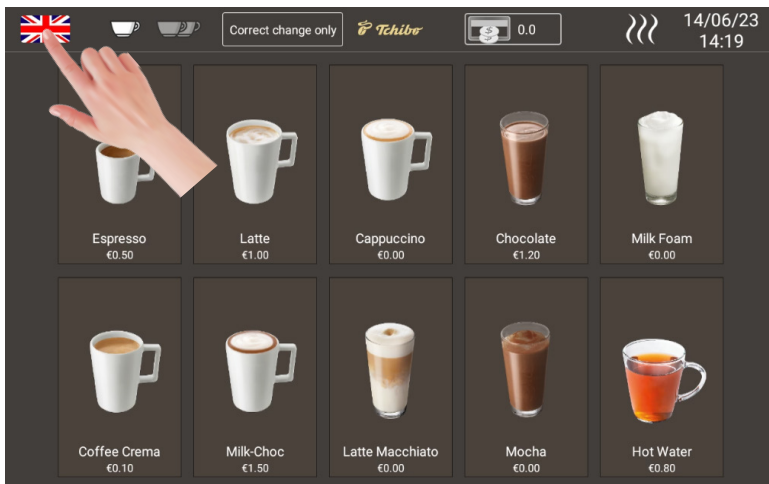 Correct change only
Tchibo
0.0
14/06/23
14:19
Espresso
€0.50
Latte
€1.00
Cappuccino
€0.00
Chocolate
€1.20
Milk Foam
€0.00
Coffee Crema
€0.10
Milk-Choc
€1.50
Latte Macchiato
€0.00
Mocha
€0.00
Hot Water
€0.80